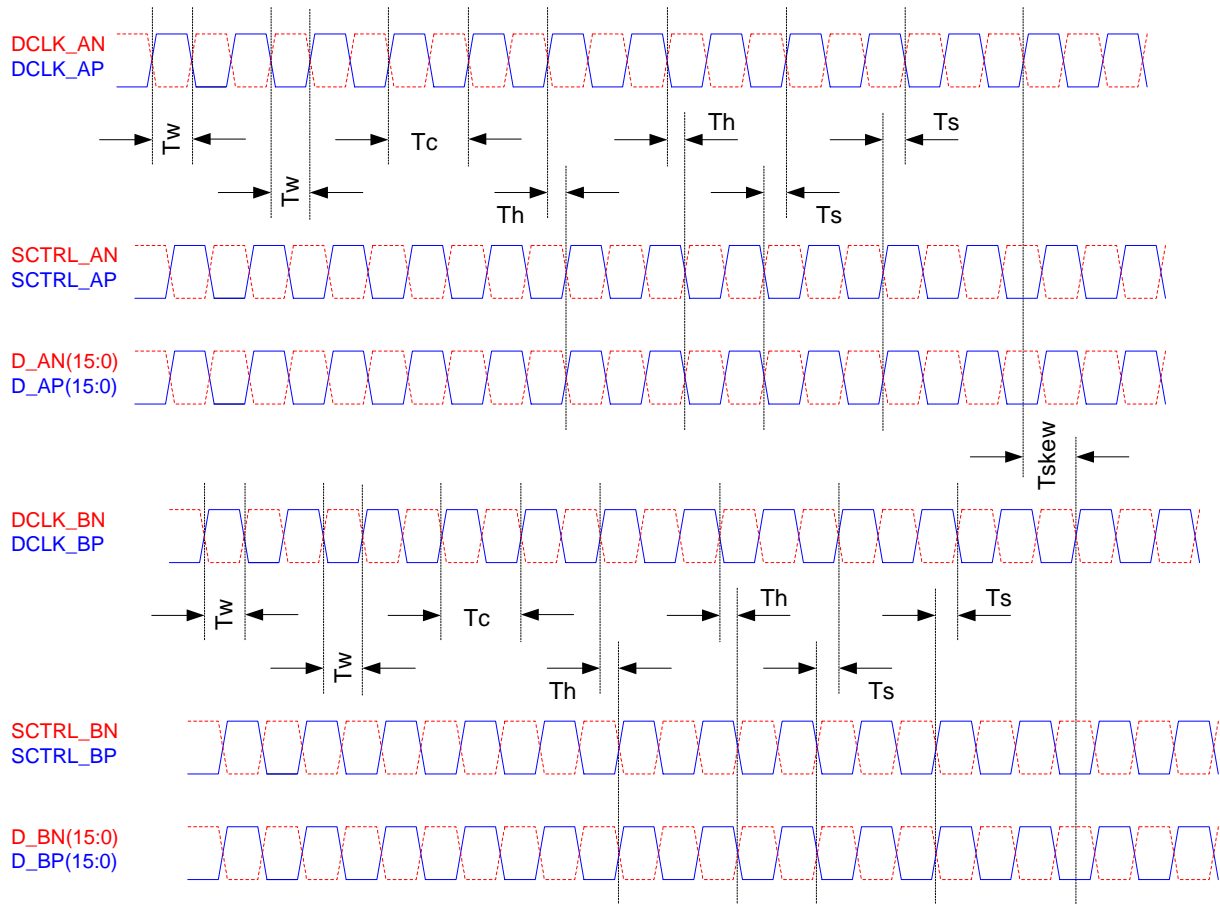 DCLK_AN
DCLK_AP
Tw
Tc
Th
Ts
Tw
Th
Ts
SCTRL_AN
SCTRL_AP
D_AN(15:0)
D_AP(15:0)
Tskew
DCLK_BN
DCLK_BP
Tw
Tc
Th
Ts
Tw
Th
Ts
SCTRL_BN
SCTRL_BP
D_BN(15:0)
D_BP(15:0)